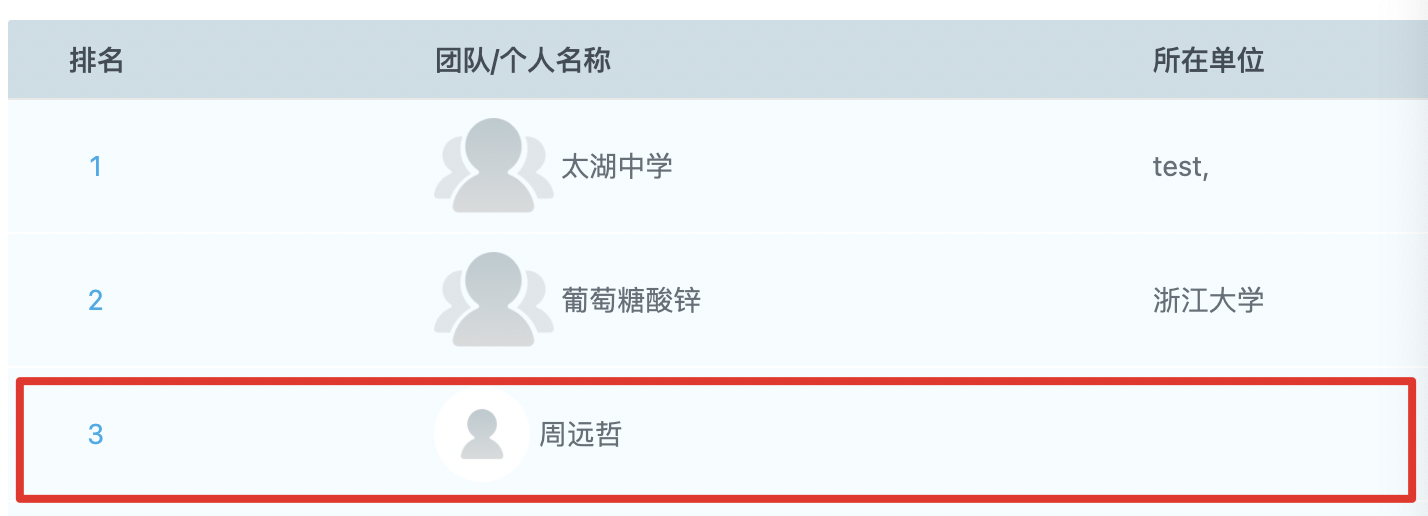 排名 团队/个人名称 所在单位
1 太湖中学 test,
2 葡萄糖酸锌 浙江大学
3 周远哲